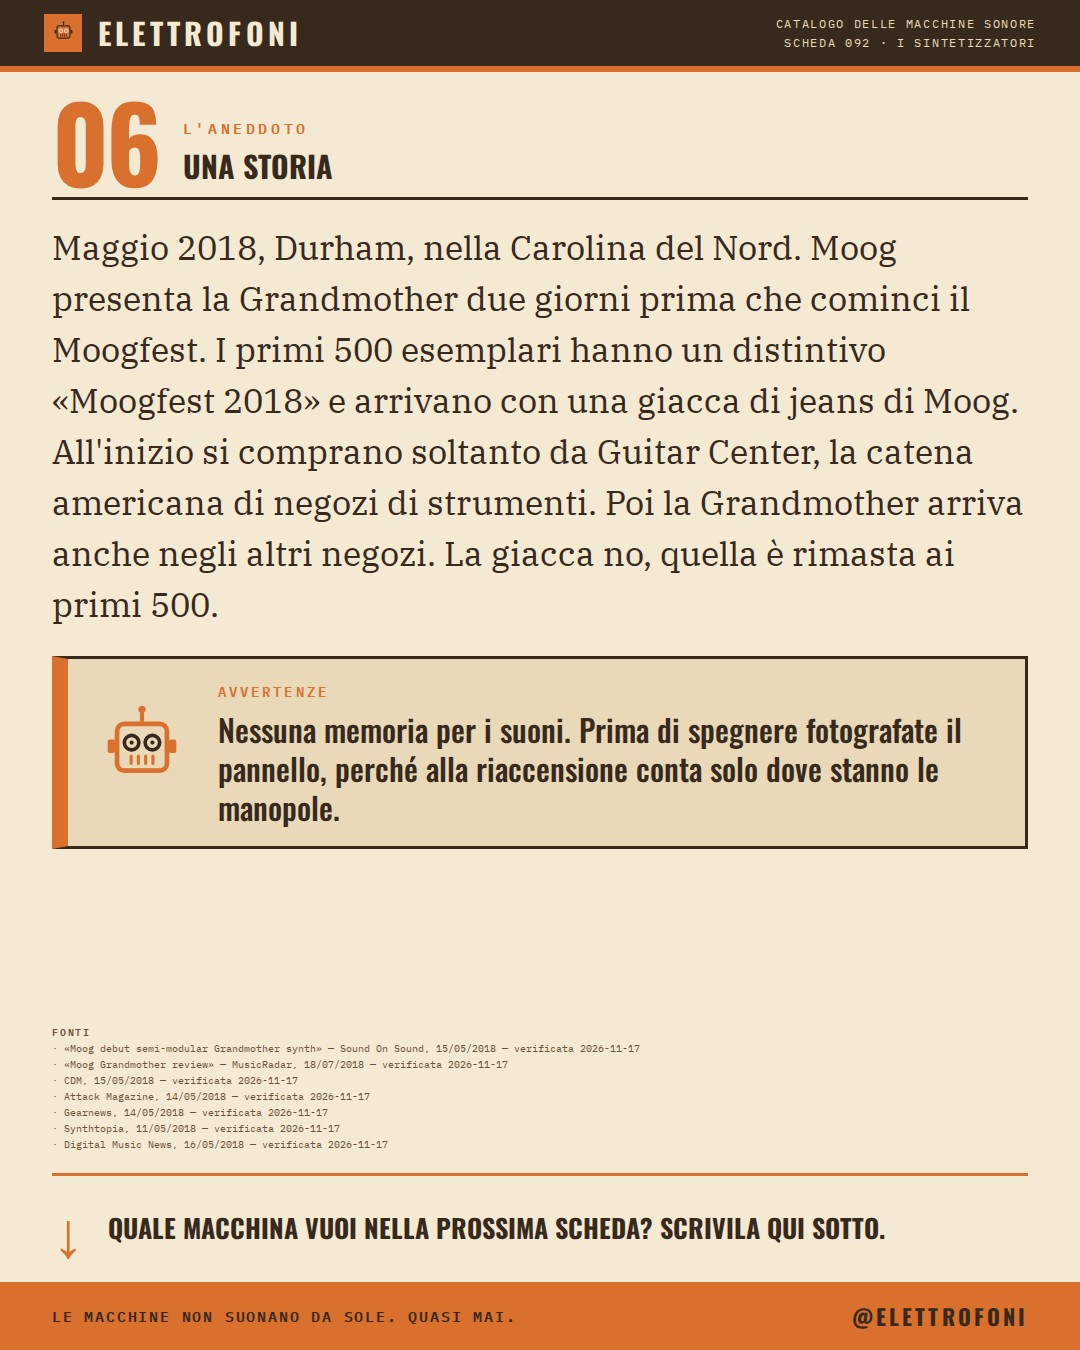 ELETTROFONI
CATALOGO DELLE MACCHINE SONORE
SCHEDA 092 · I SINTETIZZATORI
06
L'ANEDDOTO
UNA STORIA
Maggio 2018, Durham, nella Carolina del Nord. Moog
presenta la Grandmother due giorni prima che cominci il
Moogfest. I primi 500 esemplari hanno un distintivo
«Moogfest 2018» e arrivano con una giacca di jeans di Moog.
All'inizio si comprano soltanto da Guitar Center, la catena
americana di negozi di strumenti. Poi la Grandmother arriva
anche negli altri negozi. La giacca no, quella è rimasta ai
primi 500.
AVVERTENZE
Nessuna memoria per i suoni. Prima di spegnere fotografate il
pannello, perché alla riaccensione conta solo dove stanno le
manopole.
FONTI
· «Moog debut semi-modular Grandmother synth» — Sound On Sound, 15/05/2018 — verificata 2026-11-17
· «Moog Grandmother review» — MusicRadar, 18/07/2018 — verificata 2026-11-17
· CDM, 15/05/2018 — verificata 2026-11-17
· Attack Magazine, 14/05/2018 — verificata 2026-11-17
· Gearnews, 14/05/2018 — verificata 2026-11-17
· Synthtopia, 11/05/2018 — verificata 2026-11-17
· Digital Music News, 16/05/2018 — verificata 2026-11-17
↓ QUALE MACCHINA VUOI NELLA PROSSIMA SCHEDA? SCRIVILA QUI SOTTO.
LE MACCHINE NON SUONANO DA SOLE. QUASI MAI.
@ELETTROFONI